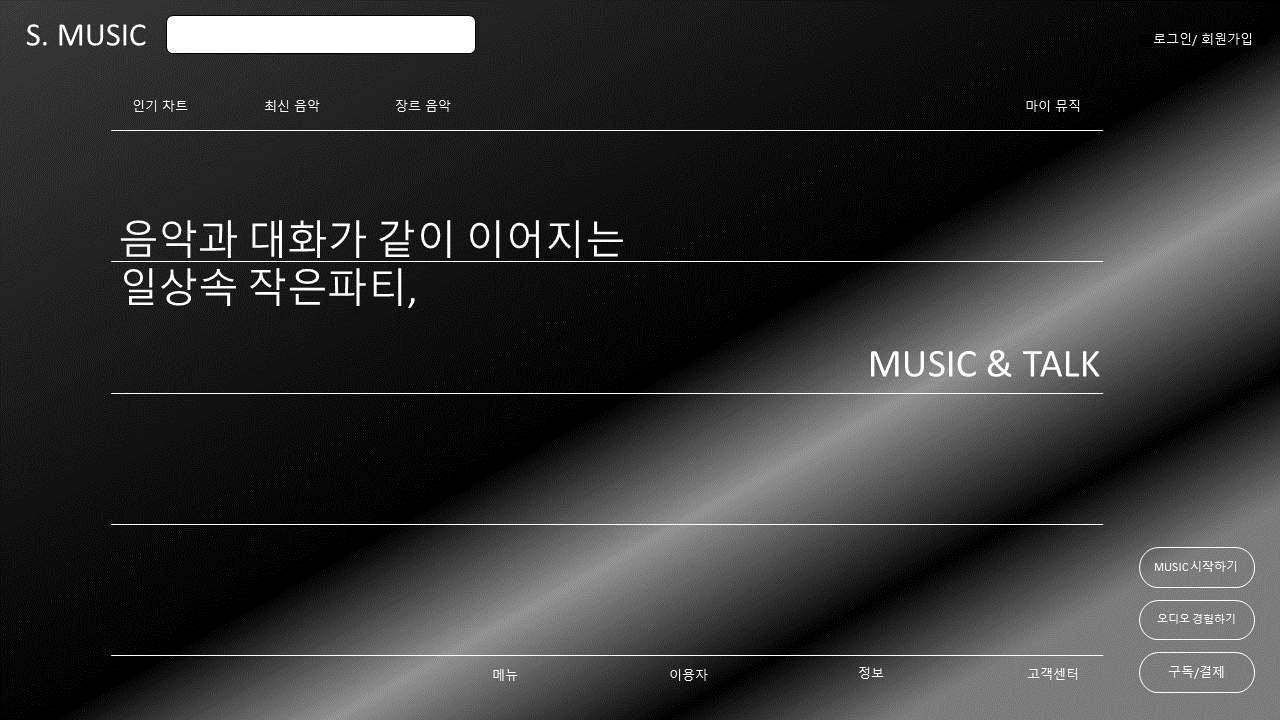 S. MUSIC
로그인/ 회원가입
인기 차트
최신 음악
장르 음악
마이 뮤직
음악과 대화가 같이 이어지는
일상속 작은파티,
MUSIC & TALK
MUSIC 시작하기
오디오 경험하기
구독/결제
메뉴
이용자
정보
고객센터